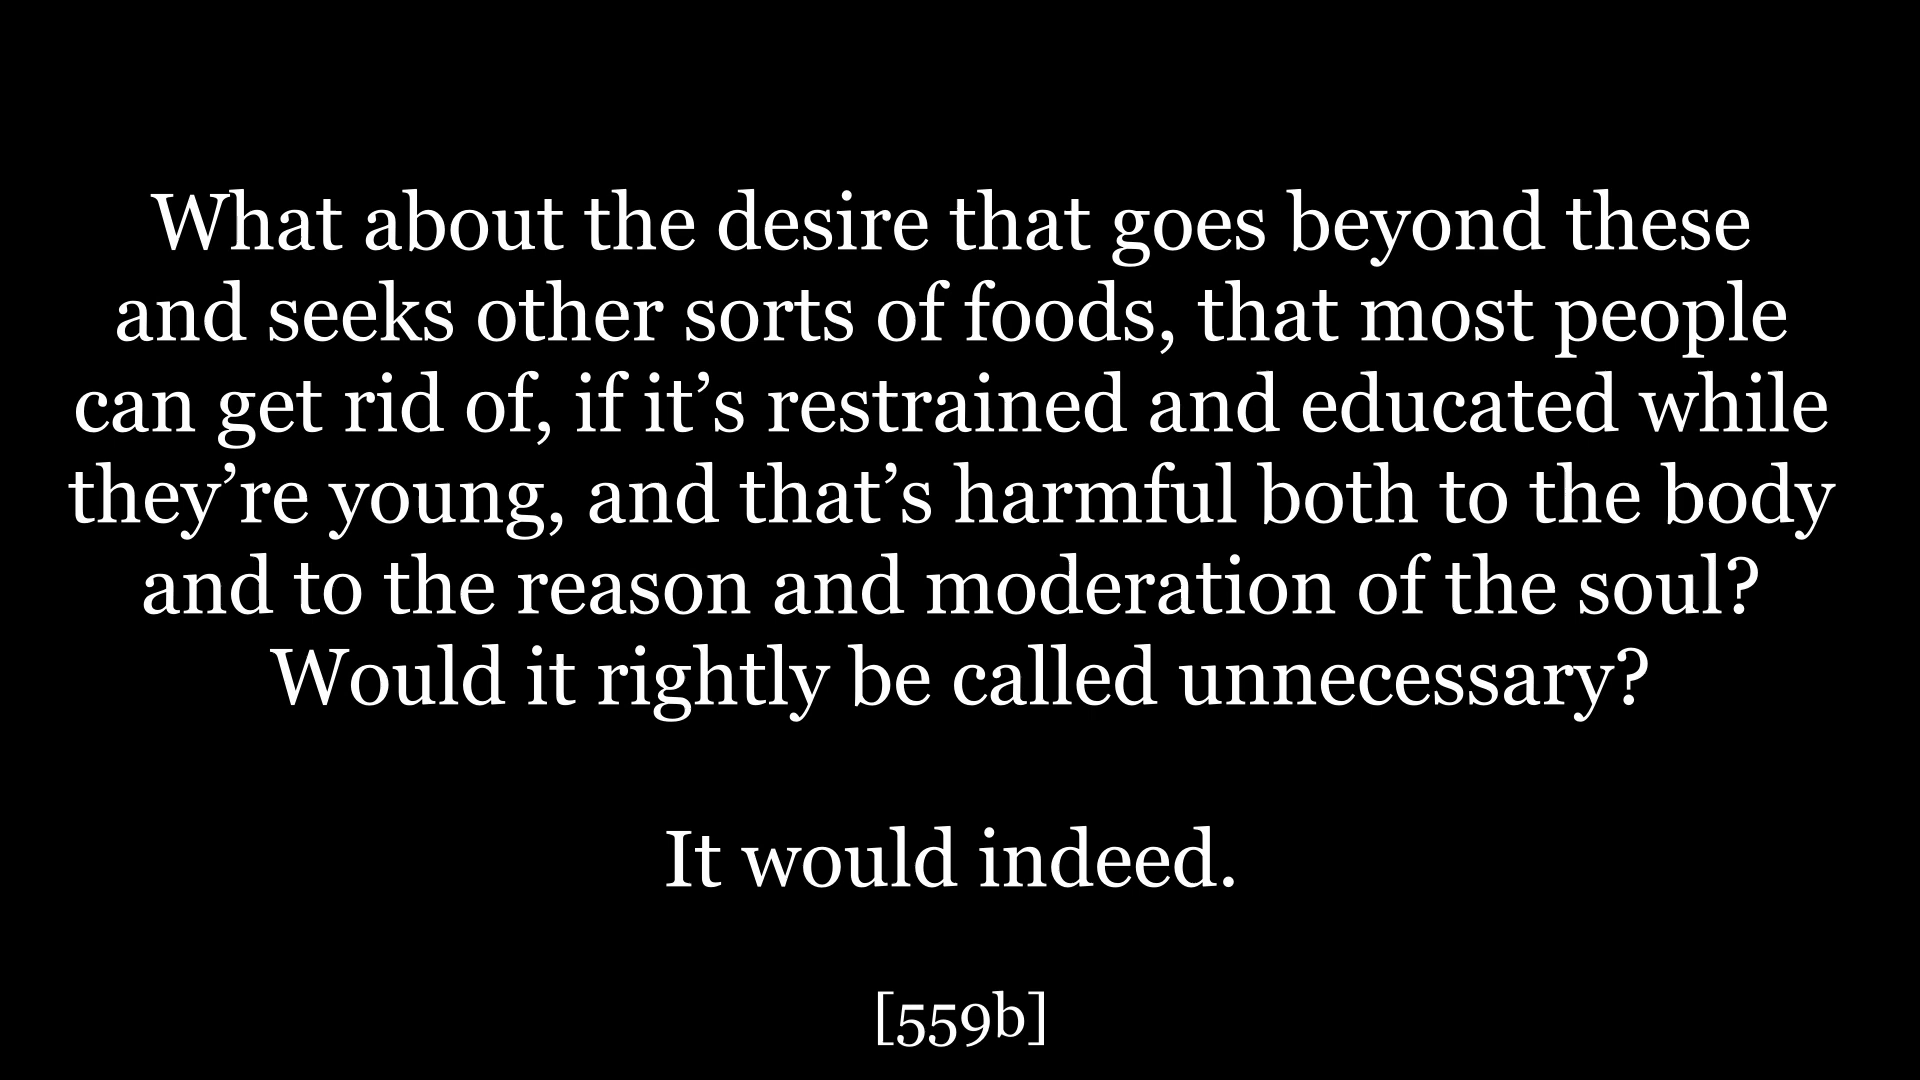 What about the desire that goes beyond these
and seeks other sorts of foods, that most people
can get rid of, if it’s restrained and educated while
they’re young, and that’s harmful both to the body
and to the reason and moderation of the soul?
Would it rightly be called unnecessary?
It would indeed.
[559b]